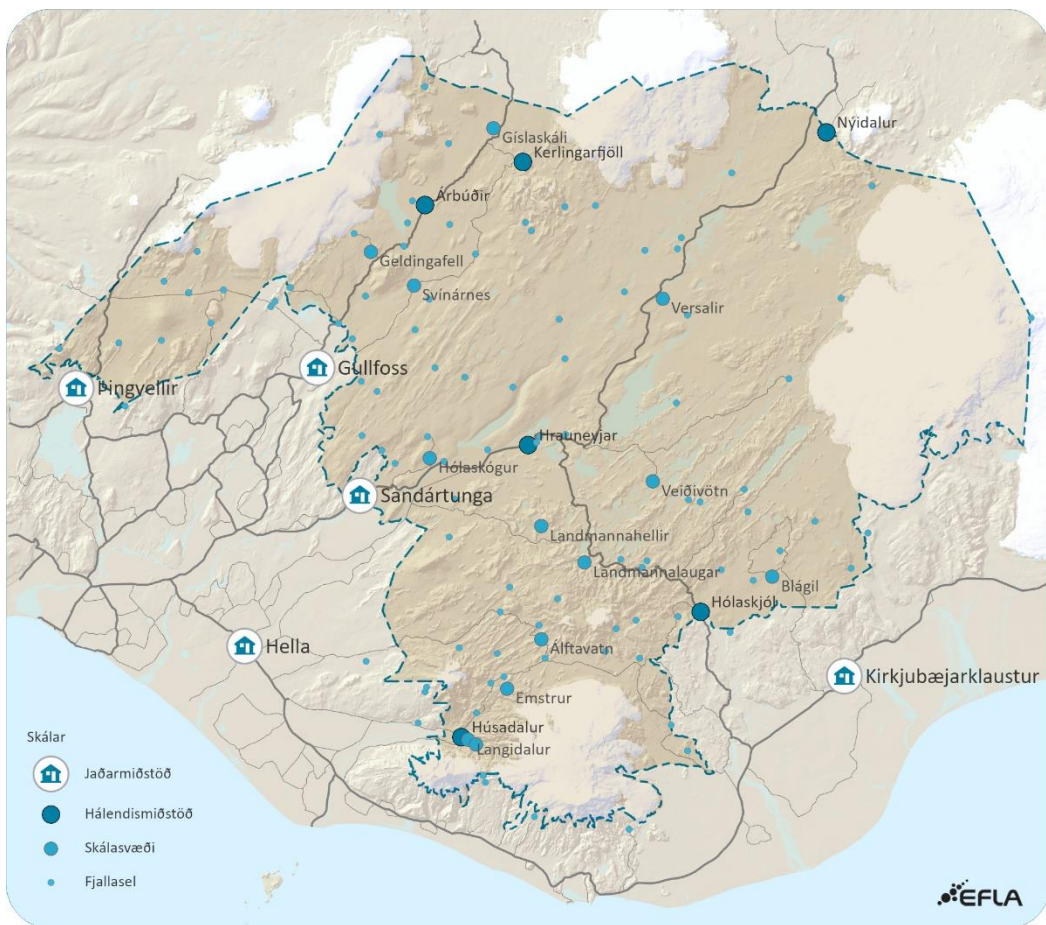 Nýidalur
Gíslaskáli
Kerlingarfjöll
Árbúðir
Geldingafell
Svínárnes
Versalir
Gullfoss
Þingvellir
Hrauneyjar
Hólaskógur
Veiðivötn
Sandártunga
Landmannahellir
Landmannalaugar
Blágil
Hólaskjól
Hella
Álftavatn
Kirkjubæjarklaustur
Emstrur
Húsadalur
Langidalur
Skálar
Jaðarmiðstöð
Hálendismiðstöð
Skálasvæði
Fjallasel
EFLA